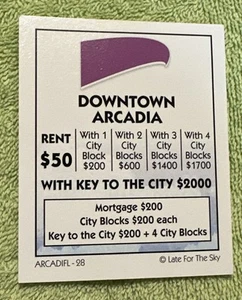 DOWNTOWN
ARCADIA
RENT With 1 With 2 With 3 With 4
City City City City
$50 Block Blocks Blocks Blocks
$200 $600 $1400 $1700
WITH KEY TO THE CITY $2000
Mortgage $200
City Blocks $200 each
Key to the City $200 + 4 City Blocks
ARCADIFL - 28 © Late For The Sky